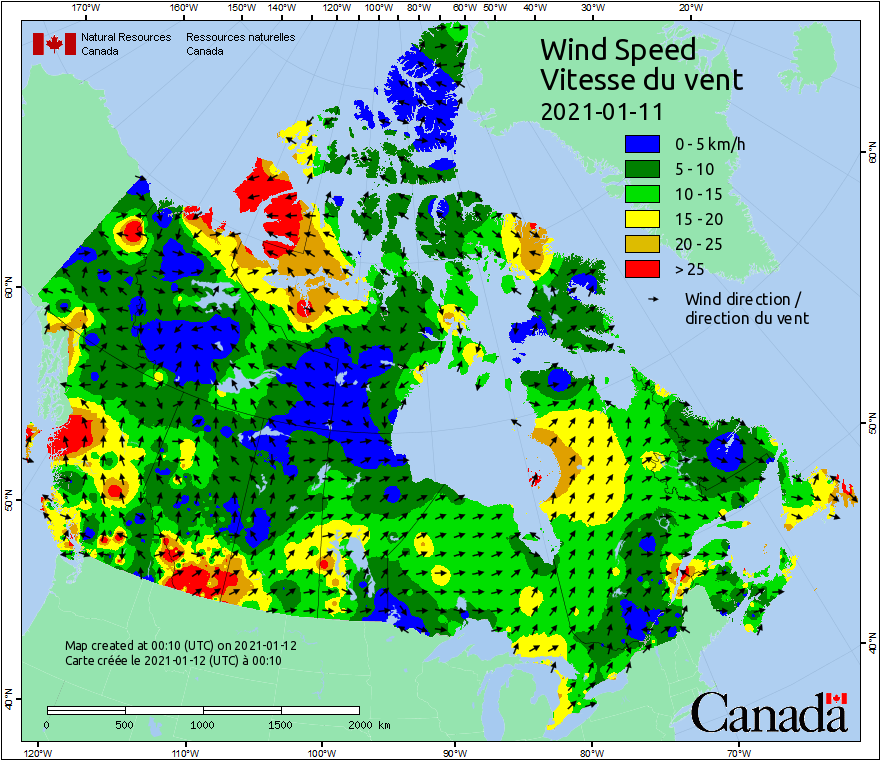 170°W 160°W 150°W 140°W 120°W 100°W 80°W 60°W 50°W 40°W 30°W 20°W
Natural Resources Ressources naturelles
Canada Canada
Wind Speed
Vitesse du vent
2021-01-11
0 - 5 km/h
5 - 10
10 - 15
15 - 20
20 - 25
> 25
Wind direction /
direction du vent
60°N
60°N
50°N
50°N
40°N
40°N
Map created at 00:10 (UTC) on 2021-01-12
Carte créée le 2021-01-12 (UTC) à 00:10
0 500 1000 1500 2000 km
Canada
120°W 110°W 100°W 90°W 80°W 70°W